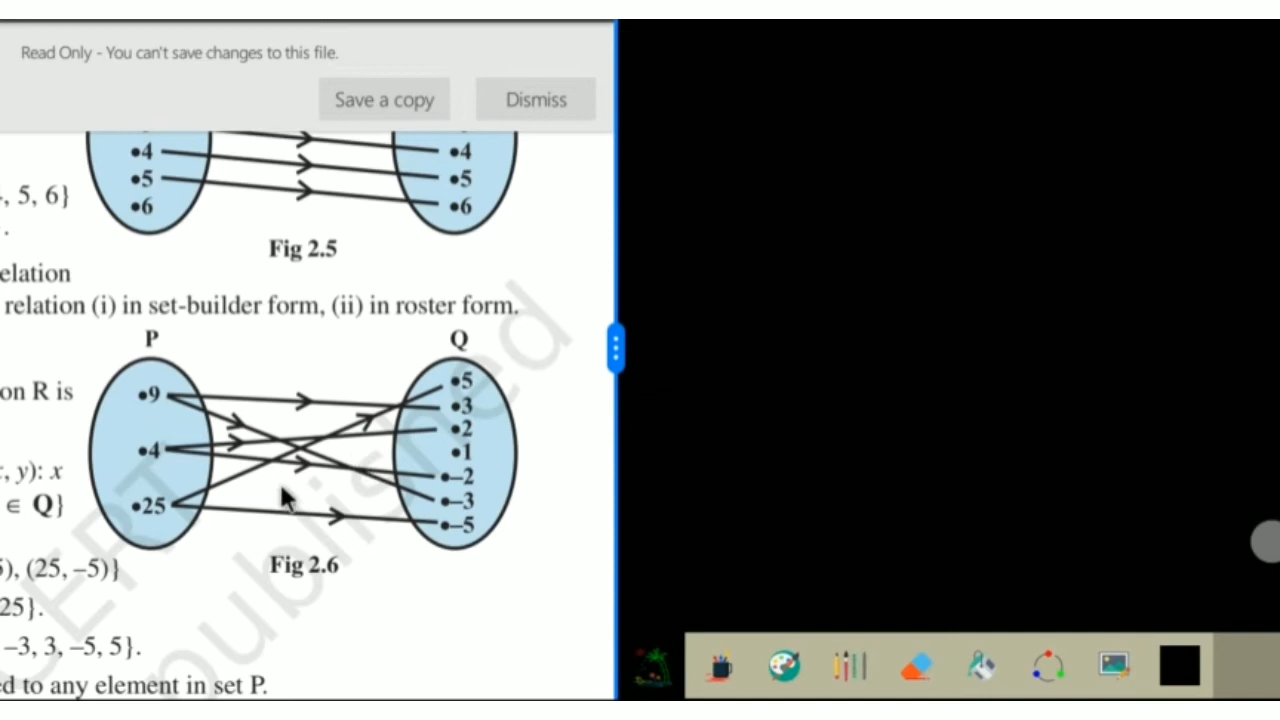 Read Only - You can't save changes to this file.
Save a copy Dismiss
•4 •4
•5 •5
, 5, 6} •6 •6
.
Fig 2.5
elation
relation (i) in set-builder form, (ii) in roster form.
P Q
•9 •5
on R is •3
•2
•4 •1
, y): x •–2
∈ Q} •25 •–3
•–5
Fig 2.6
), (25, –5)}
25}.
–3, 3, –5, 5}.
ed to any element in set P.
published